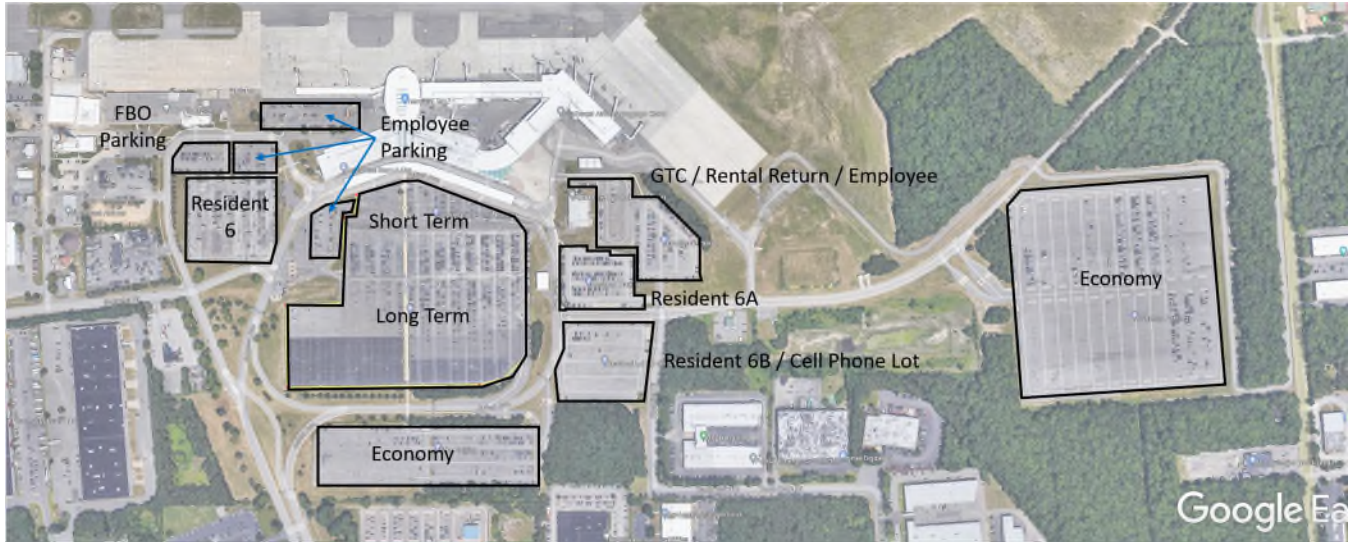 FBO
Parking
Employee
Parking
GTC / Rental Return / Employee
Resident
6
Short Term
Economy
Resident 6A
Long Term
Resident 6B / Cell Phone Lot
Economy
Google Ea